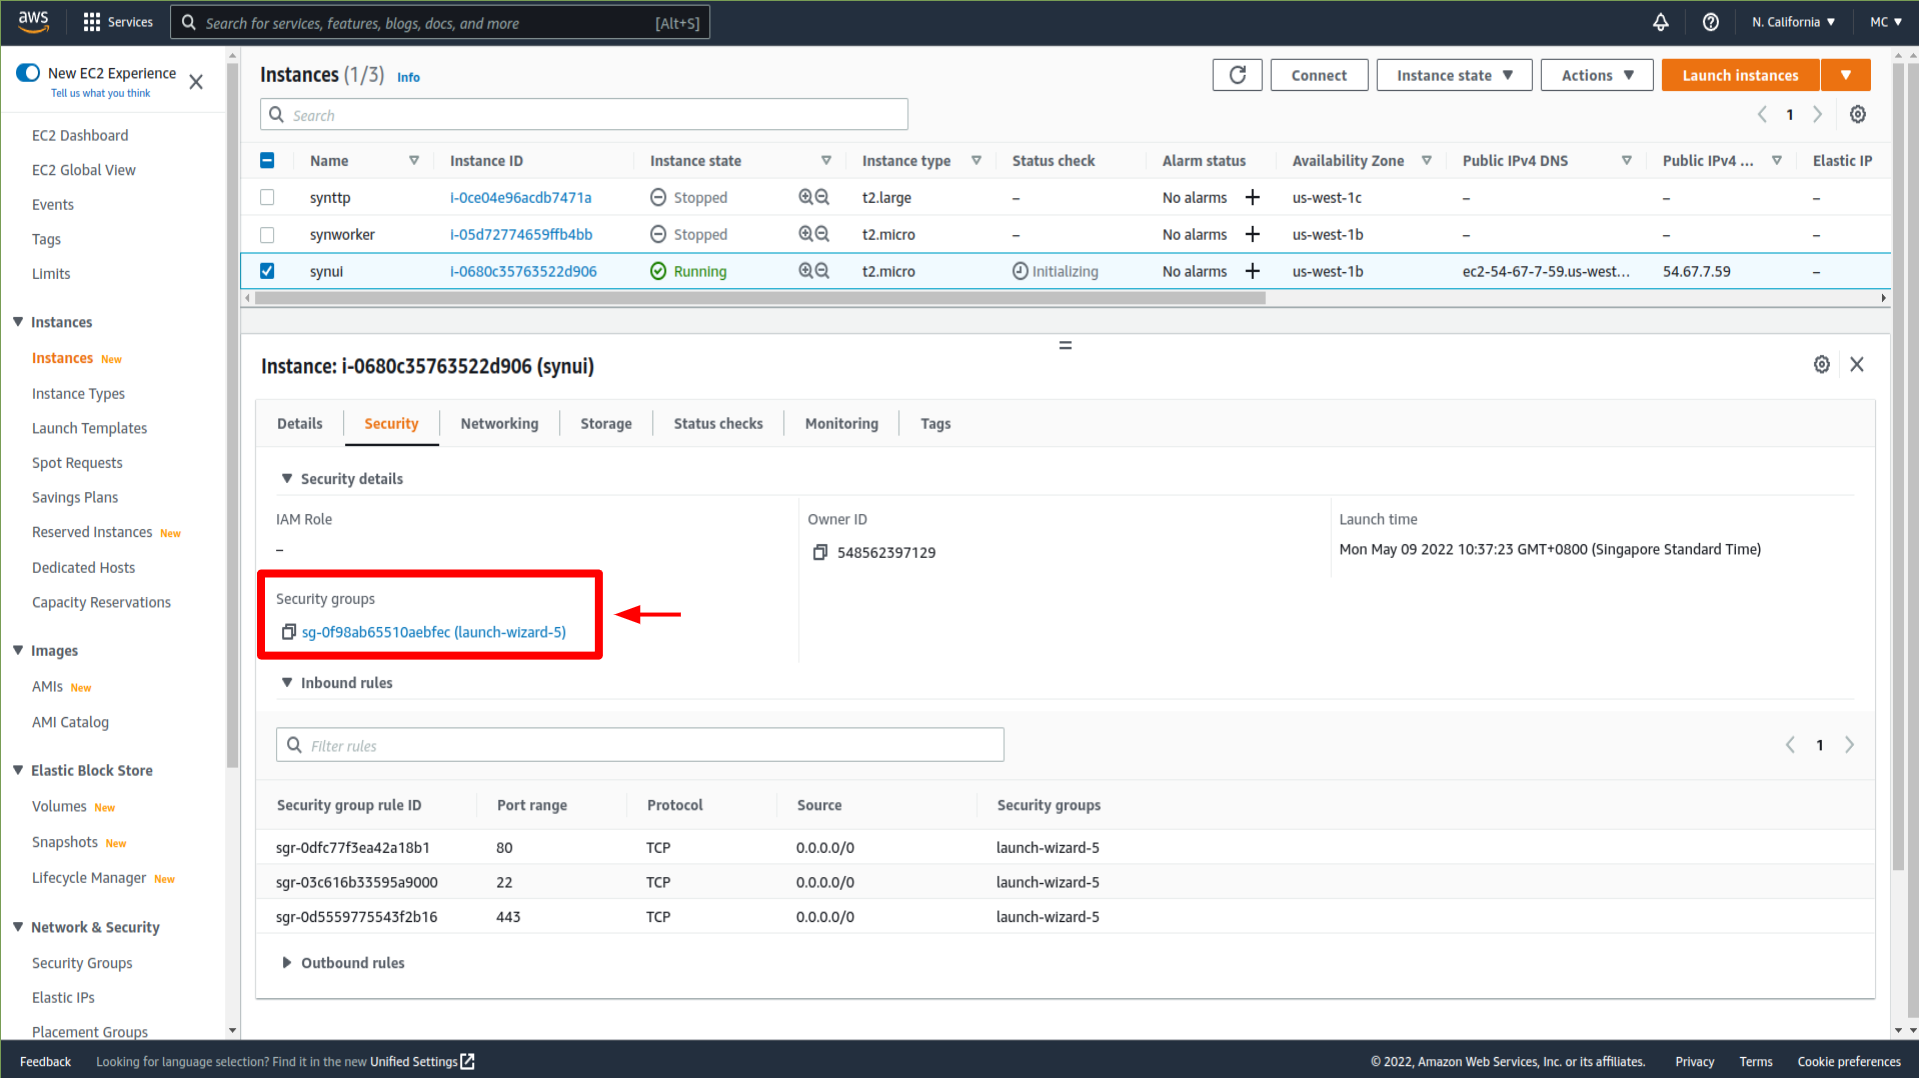 aws Services Search for services, features, blogs, docs, and more [Alt+S] N. California MC
New EC2 Experience
Tell us what you think
EC2 Dashboard
EC2 Global View
Events
Tags
Limits
Instances
Instances New
Instance Types
Launch Templates
Spot Requests
Savings Plans
Reserved Instances New
Dedicated Hosts
Capacity Reservations
Images
AMIs New
AMI Catalog
Elastic Block Store
Volumes New
Snapshots New
Lifecycle Manager New
Network & Security
Security Groups
Elastic IPs
Placement Groups
Instances (1/3) Info Connect Instance state Actions Launch instances
Search 1
Name Instance ID Instance state Instance type Status check Alarm status Availability Zone Public IPv4 DNS Public IPv4 ... Elastic IP
synttp i-0ce04e96acdb7471a Stopped t2.large – No alarms + us-west-1c – – –
synworker i-05d72774659ffb4bb Stopped t2.micro – No alarms + us-west-1b – – –
synui i-0680c35763522d906 Running t2.micro Initializing No alarms + us-west-1b ec2-54-67-7-59.us-west... 54.67.7.59 –
Instance: i-0680c35763522d906 (synui)
Details Security Networking Storage Status checks Monitoring Tags
Security details
IAM Role Owner ID Launch time
– 548562397129 Mon May 09 2022 10:37:23 GMT+0800 (Singapore Standard Time)
Security groups
sg-0f98ab65510aebfec (launch-wizard-5)
Inbound rules
Filter rules 1
Security group rule ID Port range Protocol Source Security groups
sgr-0dfc77f3ea42a18b1 80 TCP 0.0.0.0/0 launch-wizard-5
sgr-03c616b33595a9000 22 TCP 0.0.0.0/0 launch-wizard-5
sgr-0d5559775543f2b16 443 TCP 0.0.0.0/0 launch-wizard-5
Outbound rules
Feedback Looking for language selection? Find it in the new Unified Settings © 2022, Amazon Web Services, Inc. or its affiliates. Privacy Terms Cookie preferences